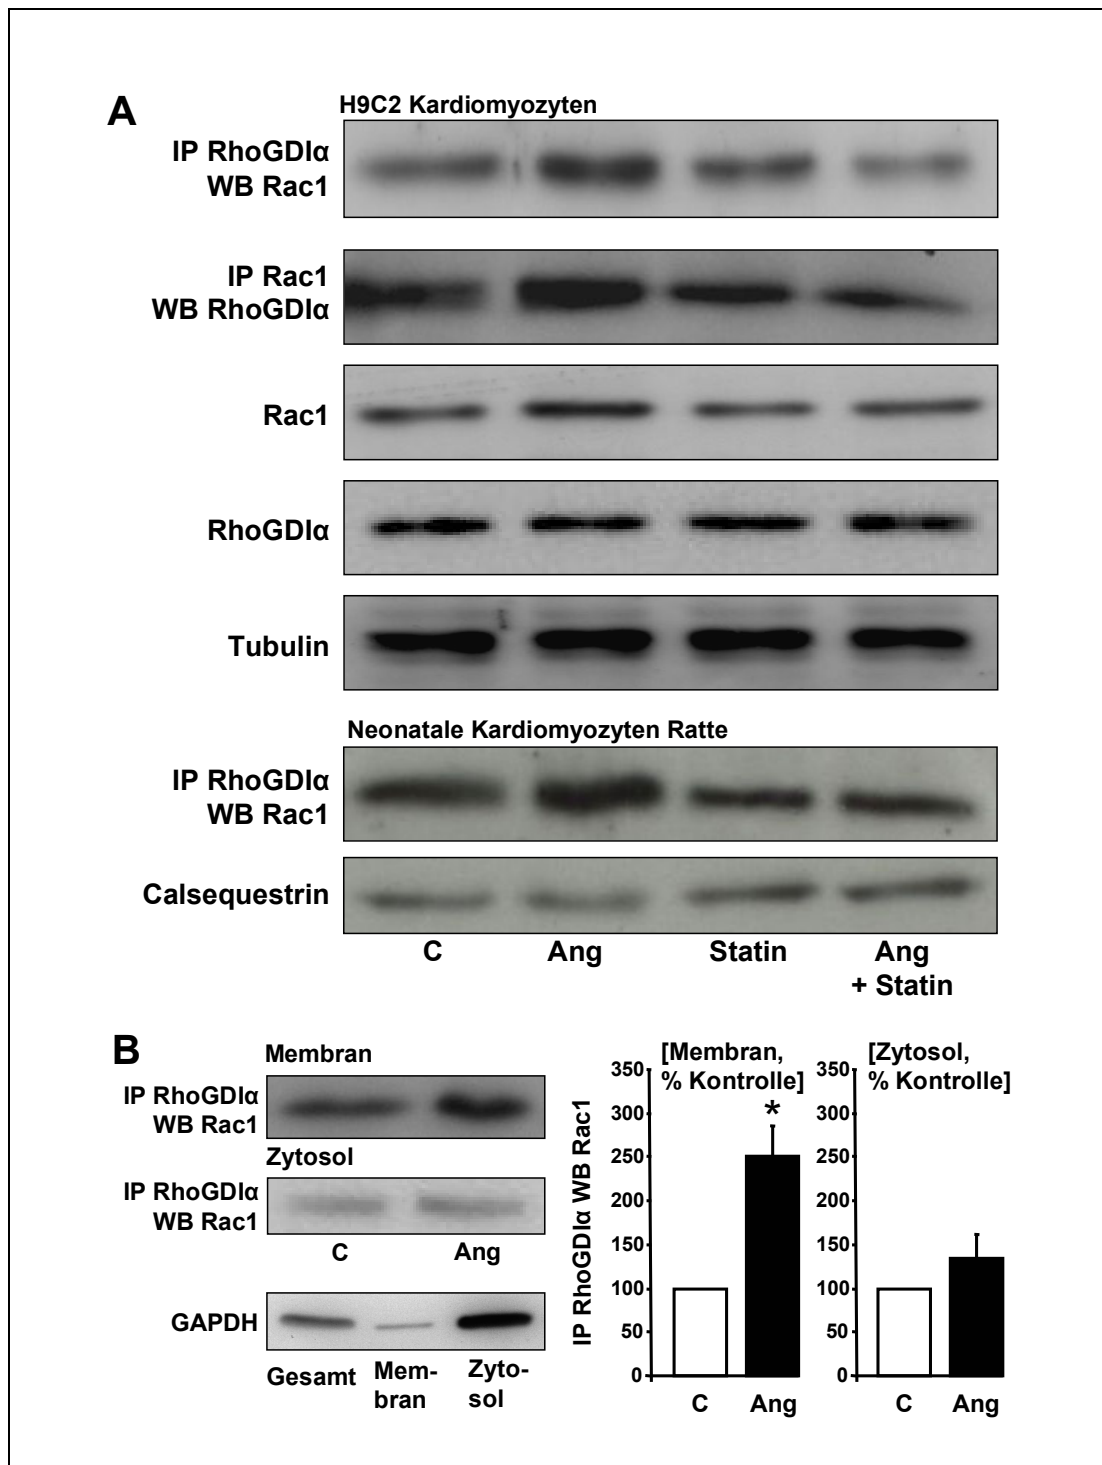 A
H9C2 Kardiomyozyten
IP RhoGDIα
WB Rac1
IP Rac1
WB RhoGDIα
Rac1
RhoGDIα
Tubulin
Neonatale Kardiomyozyten Ratte
IP RhoGDIα
WB Rac1
Calsequestrin
C Ang Statin Ang
+ Statin
B
Membran
IP RhoGDIα
WB Rac1
Zytosol
IP RhoGDIα
WB Rac1
C Ang
GAPDH
Gesamt Mem-
bran Zyto-
sol
IP RhoGDIα WB Rac1
[Membran,
% Kontrolle]
350
300
250
200
150
100
50
0
*
C Ang
[Zytosol,
% Kontrolle]
350
300
250
200
150
100
50
0
C Ang